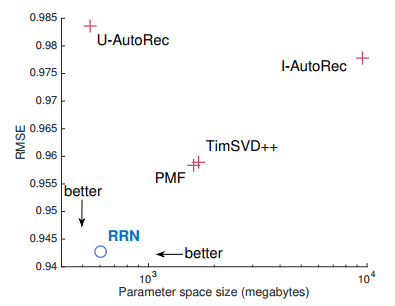 0.985
0.98
0.975
0.97
0.965
0.96
0.955
0.95
0.945
0.94
RMSE
U-AutoRec
I-AutoRec
TimSVD++
PMF
better
RRN
better
10³
10⁴
Parameter space size (megabytes)